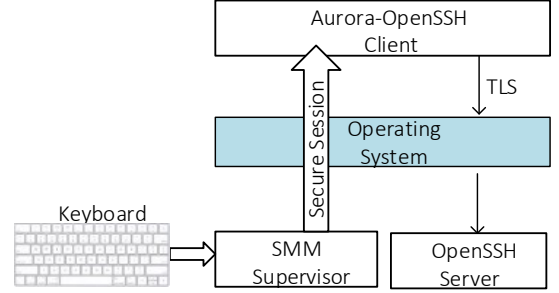 Aurora-OpenSSH
Client
TLS
Secure Session
Operating
System
Keyboard
SMM
Supervisor
OpenSSH
Server